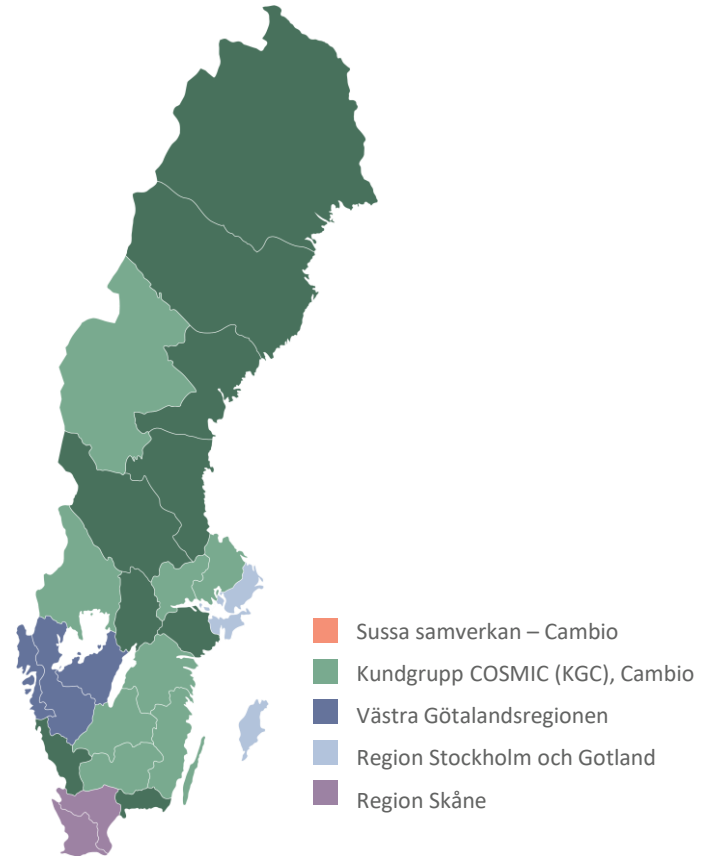 Sussa samverkan – Cambio
Kundgrupp COSMIC (KGC), Cambio
Västra Götalandsregionen
Region Stockholm och Gotland
Region Skåne